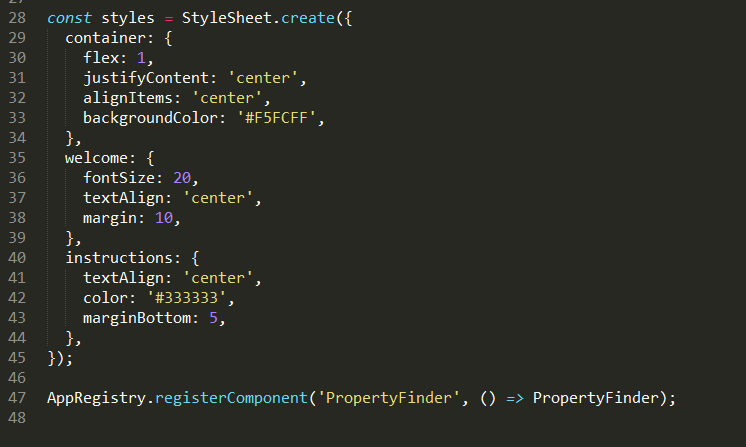 28 const styles = StyleSheet.create({
29   container: {
30     flex: 1,
31     justifyContent: 'center',
32     alignItems: 'center',
33     backgroundColor: '#F5FCFF',
34   },
35   welcome: {
36     fontSize: 20,
37     textAlign: 'center',
38     margin: 10,
39   },
40   instructions: {
41     textAlign: 'center',
42     color: '#333333',
43     marginBottom: 5,
44   },
45 });
46
47 AppRegistry.registerComponent('PropertyFinder', () => PropertyFinder);
48